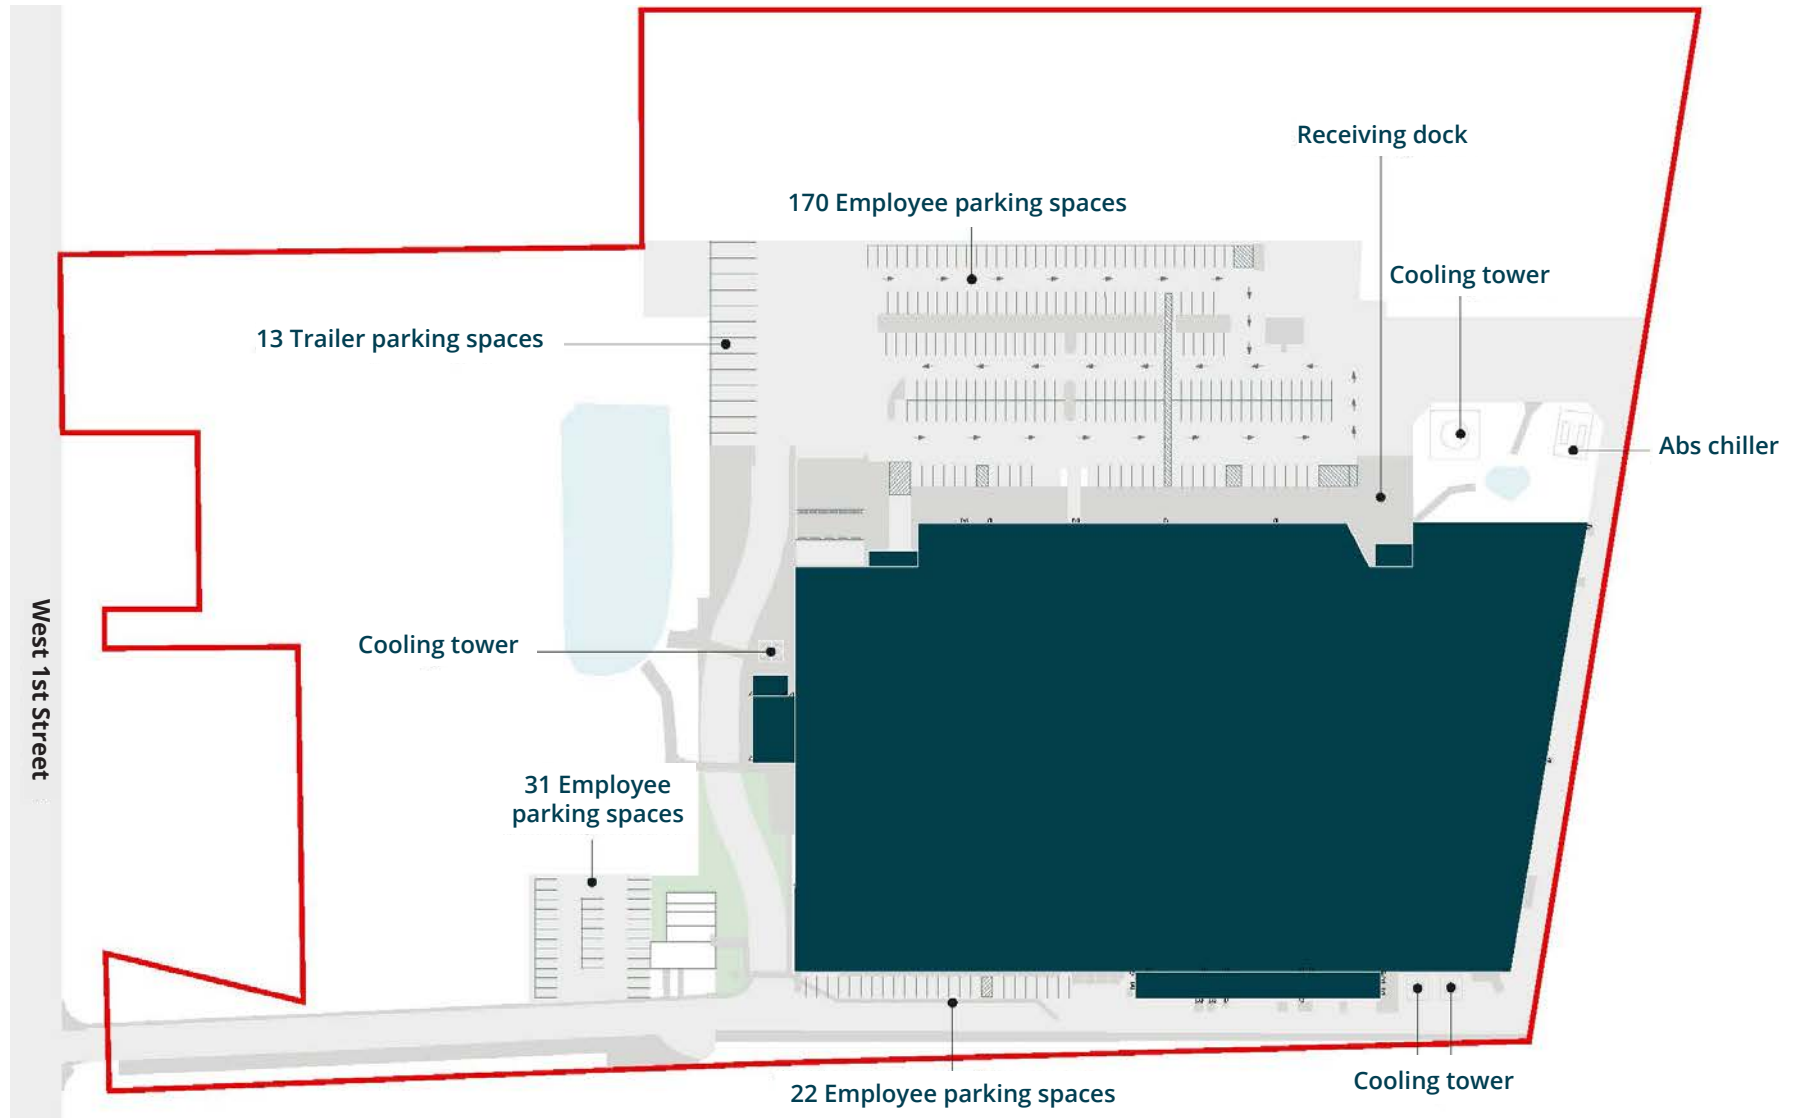 Receiving dock
170 Employee parking spaces
Cooling tower
13 Trailer parking spaces
Abs chiller
West 1st Street
Cooling tower
31 Employee
parking spaces
22 Employee parking spaces
Cooling tower